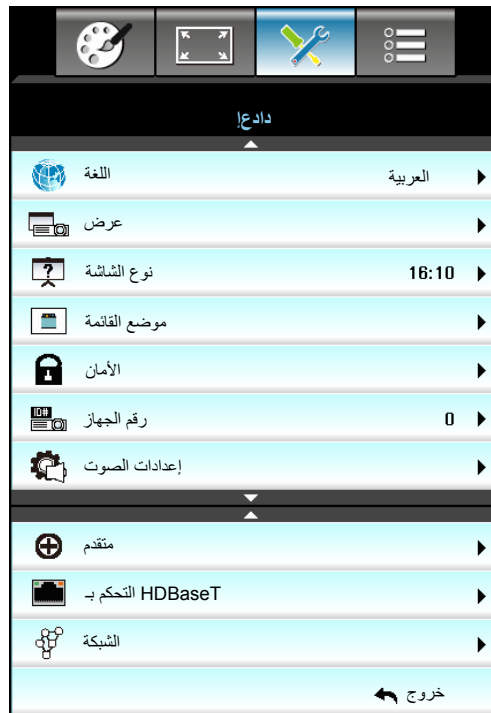 دادعإ
اللغة العربية
عرض
? نوع الشاشة 16:10
موضع القائمة
الأمان
ID# رقم الجهاز 0
إعدادات الصوت
متقدم
HDBaseT التحكم بـ
الشبكة
خروج